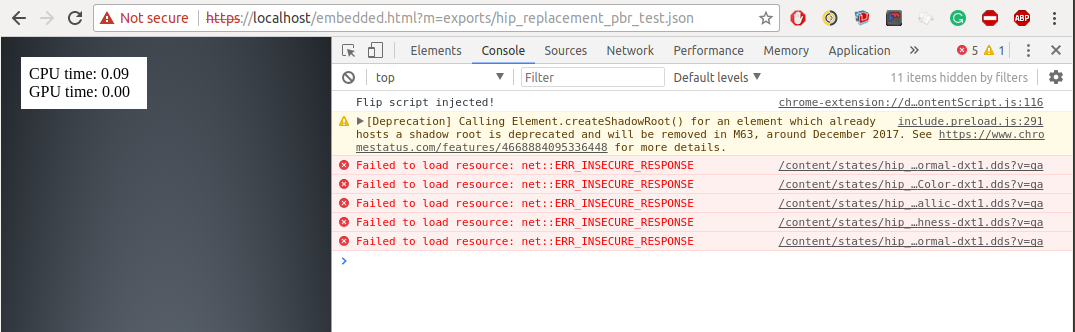 Not secure https://localhost/embedded.html?m=exports/hip_replacement_pbr_test.json
ABP
CPU time: 0.09
GPU time: 0.00
Elements Console Sources Network Performance Memory Application » 5 1
top Filter Default levels 11 items hidden by filters
Flip script injected! chrome-extension://d…ontentScript.js:116
[Deprecation] Calling Element.createShadowRoot() for an element which already include.preload.js:291
hosts a shadow root is deprecated and will be removed in M63, around December 2017. See https://www.chro
mestatus.com/features/4668884095336448 for more details.
Failed to load resource: net::ERR_INSECURE_RESPONSE /content/states/hip_…ormal-dxt1.dds?v=qa
Failed to load resource: net::ERR_INSECURE_RESPONSE /content/states/hip_…Color-dxt1.dds?v=qa
Failed to load resource: net::ERR_INSECURE_RESPONSE /content/states/hip_…allic-dxt1.dds?v=qa
Failed to load resource: net::ERR_INSECURE_RESPONSE /content/states/hip_…hness-dxt1.dds?v=qa
Failed to load resource: net::ERR_INSECURE_RESPONSE /content/states/hip_…ormal-dxt1.dds?v=qa